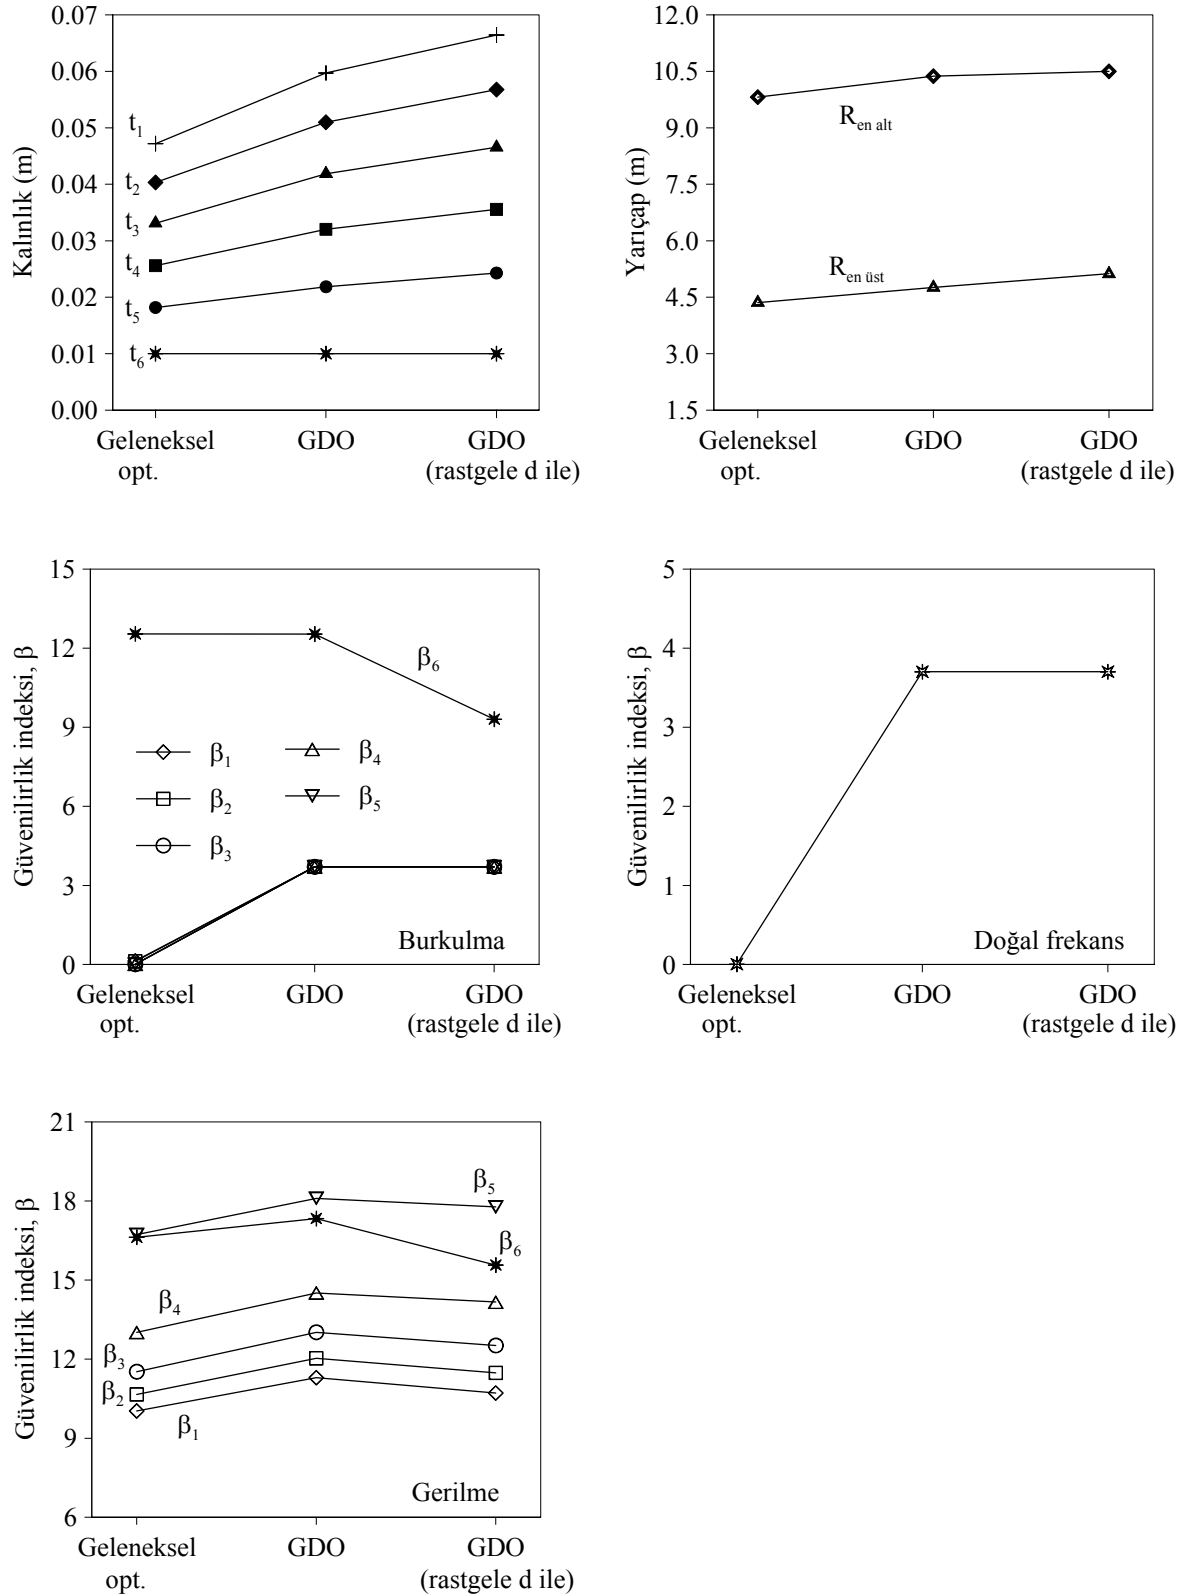 0.07
0.06
0.05
0.04
0.03
0.02
0.01
0.00
Kalınlık (m)
t1
t2
t3
t4
t5
t6
Geleneksel opt.
GDO
GDO (rastgele d ile)
12.0
10.5
10.0
7.5
6.0
4.5
3.0
1.5
Yarıçap (m)
R en alt
R en üst
Geleneksel opt.
GDO
GDO (rastgele d ile)
15
12
9
6
3
0
Güvenilirlik indeksi, β
β6
β1
β2
β3
β4
β5
Burkulma
Geleneksel opt.
GDO
GDO (rastgele d ile)
5
4
3
2
1
0
Güvenilirlik indeksi, β
Doğal frekans
Geleneksel opt.
GDO
GDO (rastgele d ile)
21
18
15
12
9
6
Güvenilirlik indeksi, β
β5
β6
β4
β3
β2
β1
Gerilme
Geleneksel opt.
GDO
GDO (rastgele d ile)